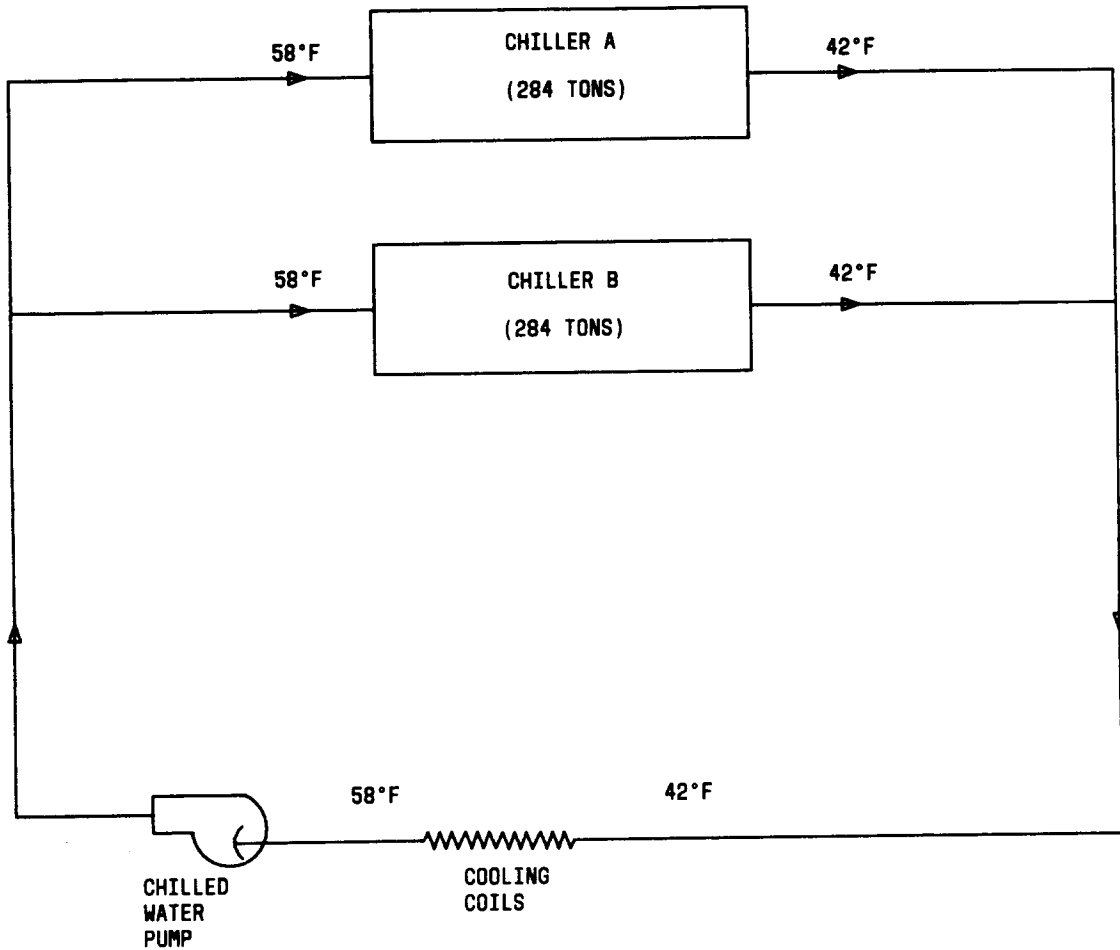 58°F
CHILLER A
(284 TONS)
42°F
58°F
CHILLER B
(284 TONS)
42°F
58°F
42°F
CHILLED
WATER
PUMP
COOLING
COILS